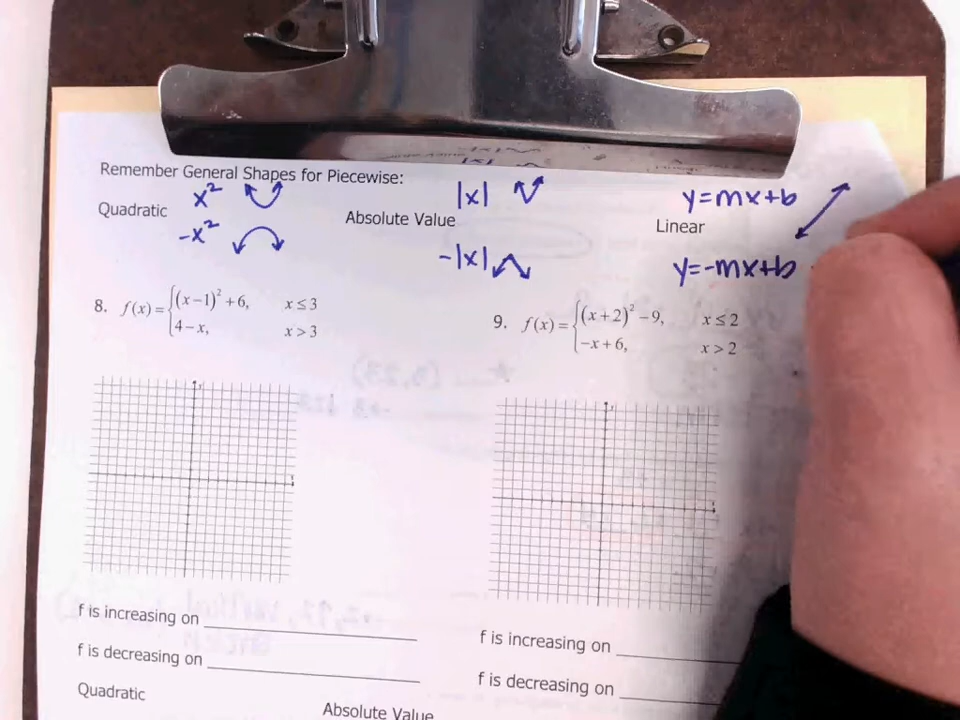 Remember General Shapes for Piecewise:
Quadratic x² -x²
Absolute Value |x| -|x|
Linear y=mx+b y=-mx+b
8. f(x)={(x−1)²+6, x≤3
4−x, x>3
9. f(x)={(x+2)²−9, x≤2
−x+6, x>2
f is increasing on
f is decreasing on
f is increasing on
f is decreasing on
Quadratic
Absolute Value